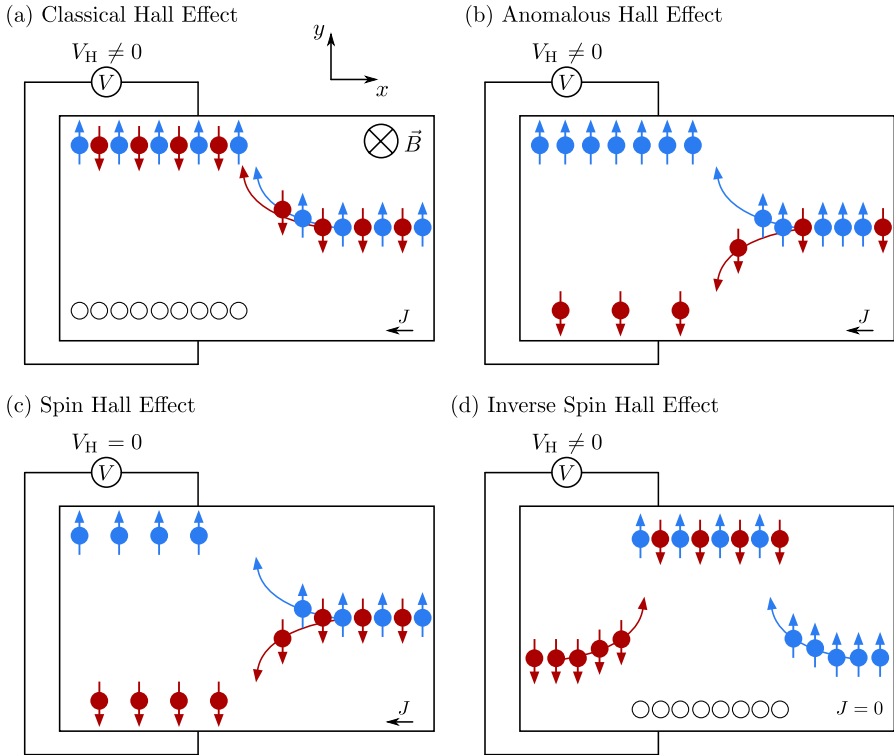 (a) Classical Hall Effect
V_H ≠ 0
V
y
x
B⃗
J
(b) Anomalous Hall Effect
V_H ≠ 0
V
J
(c) Spin Hall Effect
V_H = 0
V
J
(d) Inverse Spin Hall Effect
V_H ≠ 0
V
J = 0